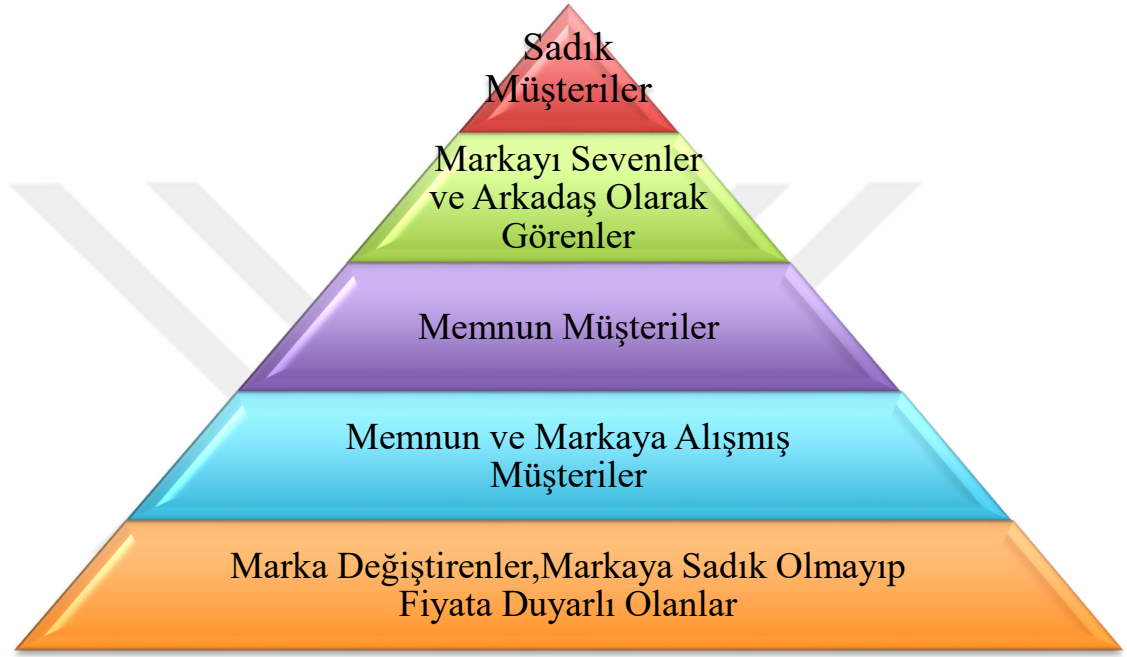 Sadık
Müşteriler
Markayı Sevenler
ve Arkadaş Olarak
Görenler
Memnun Müşteriler
Memnun ve Markaya Alışmış
Müşteriler
Marka Değiştirenler,Markaya Sadık Olmayıp
Fiyata Duyarlı Olanlar